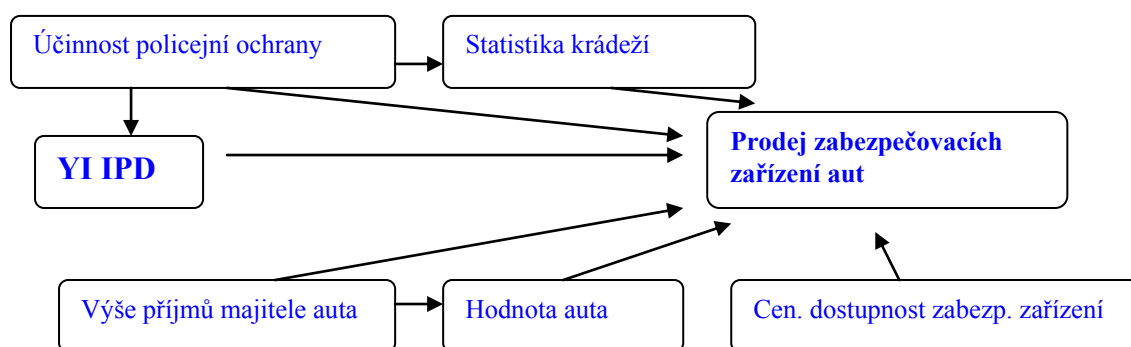 Účinnost policejní ochrany
Statistika krádeží
YI IPD
Prodej zabezpečovacích
zařízení aut
Výše příjmů majitele auta
Hodnota auta
Cen. dostupnost zabezp. zařízení